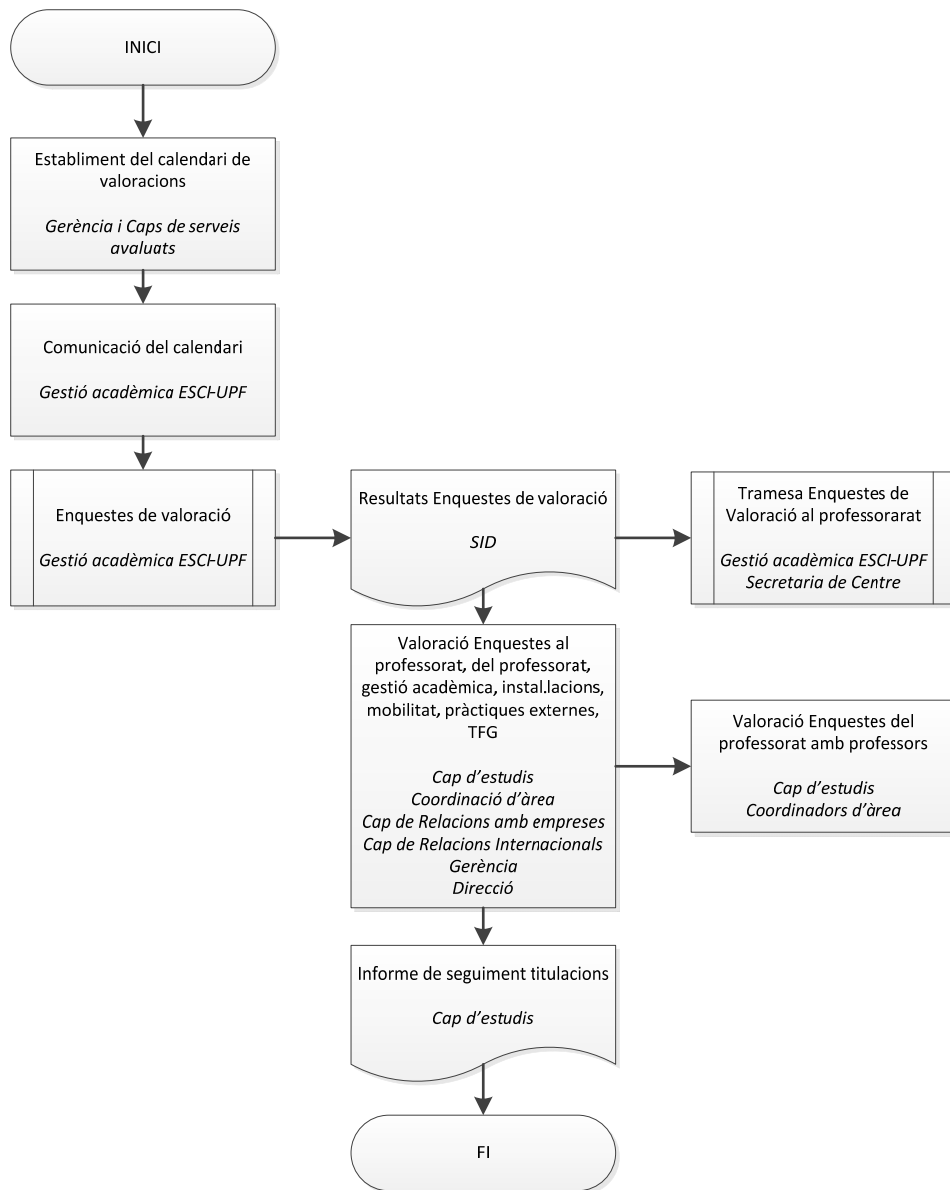 INICI
Establiment del calendari de
valoracions
Gerència i Caps de serveis
avaluats
Comunicació del calendari
Gestió acadèmica ESCI-UPF
Enquestes de valoració
Gestió acadèmica ESCI-UPF
Resultats Enquestes de valoració
SID
Tramesa Enquestes de
Valoració al professorarat
Gestió acadèmica ESCI-UPF
Secretaria de Centre
Valoració Enquestes al
professorat, del professorat,
gestió acadèmica, instal.lacions,
mobilitat, pràctiques externes,
TFG
Cap d'estudis
Coordinació d'àrea
Cap de Relacions amb empreses
Cap de Relacions Internacionals
Gerència
Direcció
Valoració Enquestes del
professorat amb professors
Cap d'estudis
Coordinadors d'àrea
Informe de seguiment titulacions
Cap d'estudis
FI